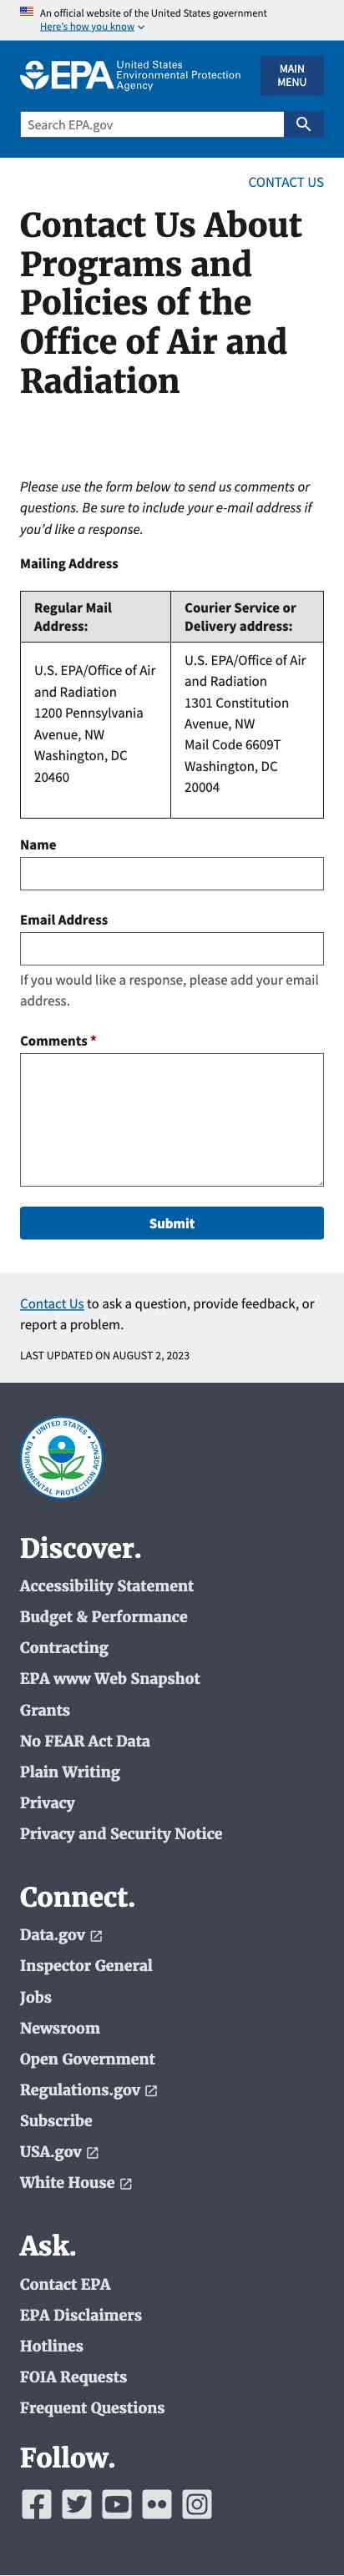 An official website of the United States government
Here's how you know
EPA United States
Environmental Protection
Agency
MAIN
MENU
Search EPA.gov
CONTACT US
Contact Us About
Programs and
Policies of the
Office of Air and
Radiation
Please use the form below to send us comments or
questions. Be sure to include your e-mail address if
you'd like a response.
Mailing Address
Regular Mail
Address:
Courier Service or
Delivery address:
U.S. EPA/Office of Air
and Radiation
1200 Pennsylvania
Avenue, NW
Washington, DC
20460
U.S. EPA/Office of Air
and Radiation
1301 Constitution
Avenue, NW
Mail Code 6609T
Washington, DC
20004
Name
Email Address
If you would like a response, please add your email
address.
Comments *
Submit
Contact Us to ask a question, provide feedback, or
report a problem.
LAST UPDATED ON AUGUST 2, 2023
UNITED STATES
ENVIRONMENTAL PROTECTION AGENCY
Discover.
Accessibility Statement
Budget & Performance
Contracting
EPA www Web Snapshot
Grants
No FEAR Act Data
Plain Writing
Privacy
Privacy and Security Notice
Connect.
Data.gov
Inspector General
Jobs
Newsroom
Open Government
Regulations.gov
Subscribe
USA.gov
White House
Ask.
Contact EPA
EPA Disclaimers
Hotlines
FOIA Requests
Frequent Questions
Follow.